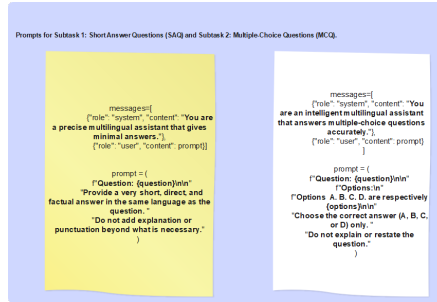 Prompts for Subtask 1: Short Answer Questions (SAQ) and Subtask 2: Multiple-Choice Questions (MCQ).
messages=[
{"role": "system", "content": "You are
a precise multilingual assistant that gives
minimal answers."},
{"role": "user", "content": prompt}]
prompt = (
f"Question: {question}\n\n"
"Provide a very short, direct, and
factual answer in the same language as the
question. "
"Do not add explanation or
punctuation beyond what is necessary."
)
messages=[
{"role": "system", "content": "You
are an intelligent multilingual assistant
that answers multiple-choice questions
accurately."},
{"role": "user", "content": prompt}
]
prompt = (
f"Question: {question}\n\n"
f"Options:\n"
f"Options A. B. C. D. are respectively
{options}\n\n"
"Choose the correct answer (A, B, C,
or D) only. "
"Do not explain or restate the
question."
)